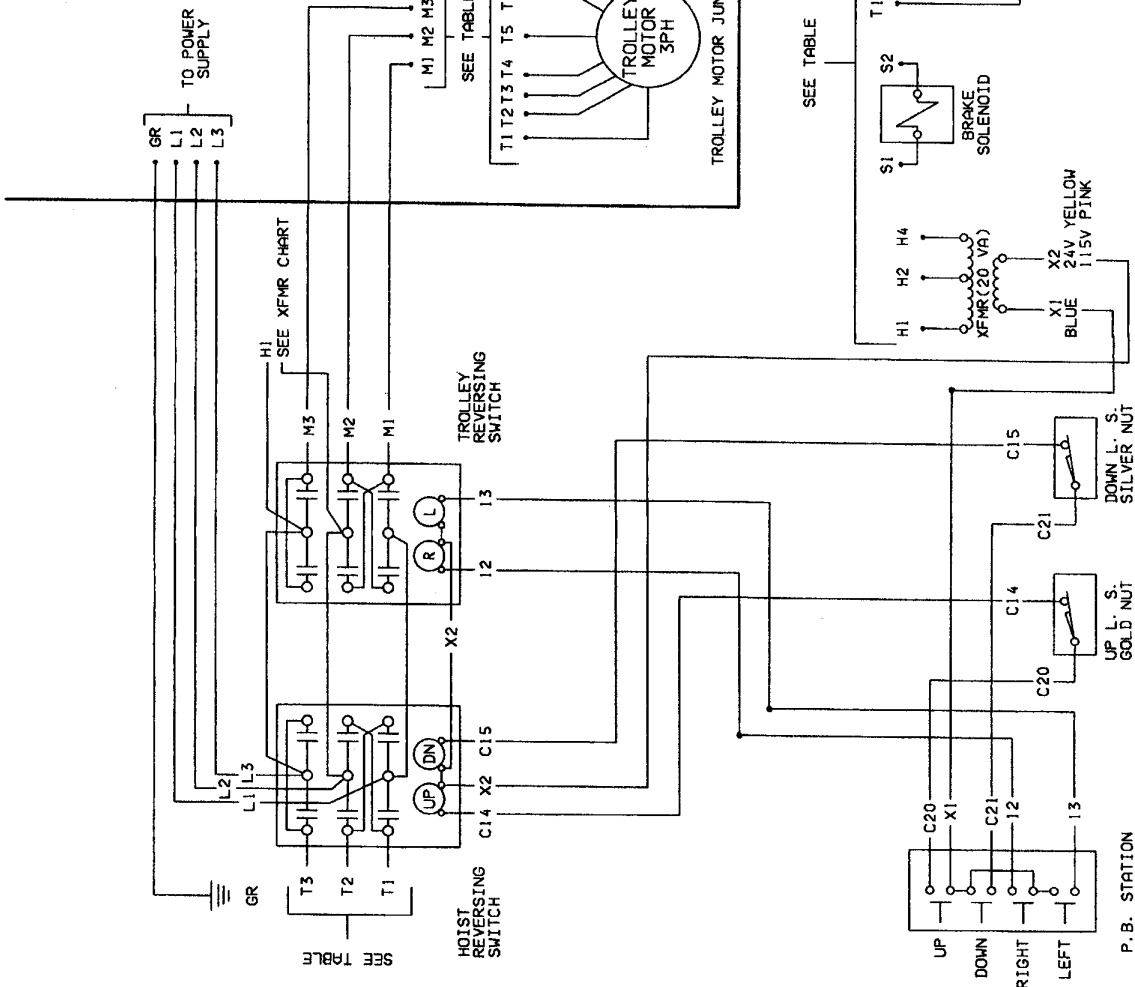 TO POWER
SUPPLY
GR
L1
L2
L3
M1 M2 M3
SEE TABLE
T1 T2 T3 T4 T5 T
TROLLEY
MOTOR
3PH
TROLLEY MOTOR JUN
SEE TABLE
T1
S1 S2
BRAKE
SOLENOID
H1 H2 H4
XFMR(20 VA)
X1
BLUE
X2
24V YELLOW
115V PINK
H1
SEE XFMR CHART
M3
M2
M1
TROLLEY
REVERSING
SWITCH
R L
12 13
X2
L1 L2 L3
UP DN
C14 X2 C15
GR
T3
T2
T1
SEE TABLE
HOIST
REVERSING
SWITCH
C15
C21
DOWN L. S.
SILVER NUT
C14
C20
UP L. S.
GOLD NUT
C20
X1
C21
12
13
UP
DOWN
RIGHT
LEFT
P.B. STATION